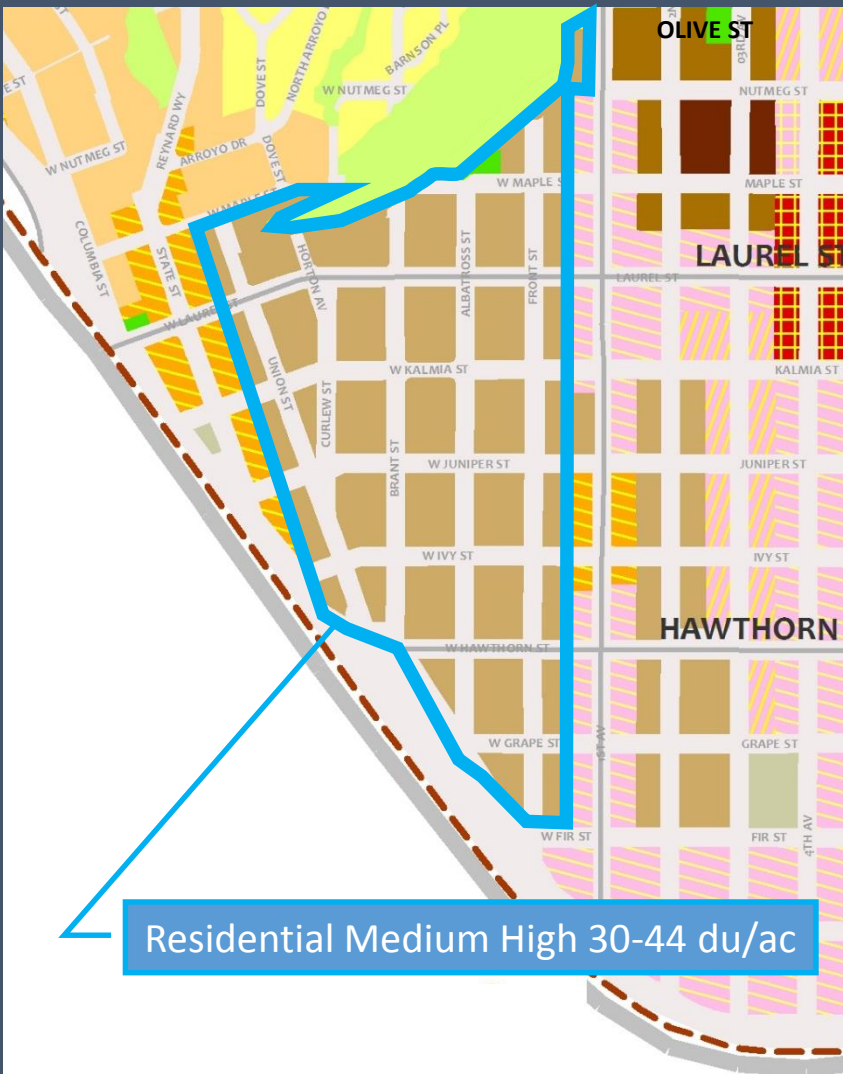 OLIVE ST
2N
03RD AV
BARNSON PL
NORTH ARROYO
DOVE ST
W NUTMEG ST
NUTMEG ST
REYNARD WY
ARROYO DR
DOVE ST
W NUTMEG ST
W MAPLE ST
W MAPLE S
MAPLE ST
COLUMBIA ST
STATE ST
HORTON AV
ALBATROSS ST
FRONT ST
LAUREL ST
LAUREL ST
W LAUREL ST
W KALMIA ST
KALMIA ST
UNION ST
CURLEW ST
BRANT ST
W JUNIPER ST
JUNIPER ST
W IVY ST
IVY ST
HAWTHORN
W HAWTHORN ST
W GRAPE ST
1ST AV
GRAPE ST
W FIR ST
FIR ST
4TH AV
Residential Medium High 30-44 du/ac